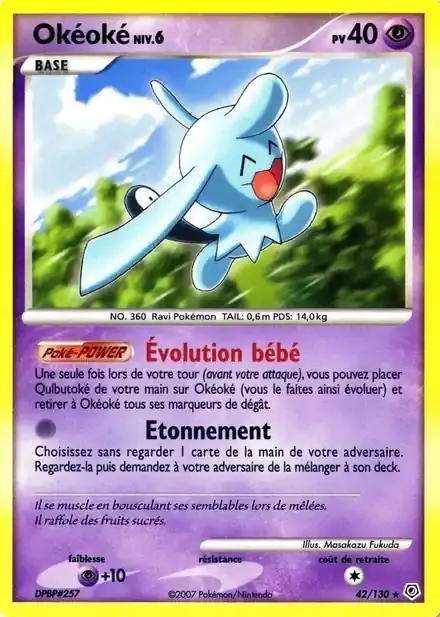 Okéoké NIV.6
PV 40
BASE
NO. 360 Ravi Pokémon TAIL: 0,6 m PDS: 14,0 kg
Poké-POWER Évolution bébé
Une seule fois lors de votre tour (avant votre attaque), vous pouvez placer
Qulbutoké de votre main sur Okéoké (vous le faites ainsi évoluer) et
retirer à Okéoké tous ses marqueurs de dégât.
Etonnement
Choisissez sans regarder 1 carte de la main de votre adversaire.
Regardez-la puis demandez à votre adversaire de la mélanger à son deck.
Il se muscle en bousculant ses semblables lors de mêlées.
Il raffole des fruits sucrés.
Illus. Masakazu Fukuda
faiblesse résistance coût de retraite
+10
DPBP#257 ©2007 Pokémon/Nintendo 42/130 ★